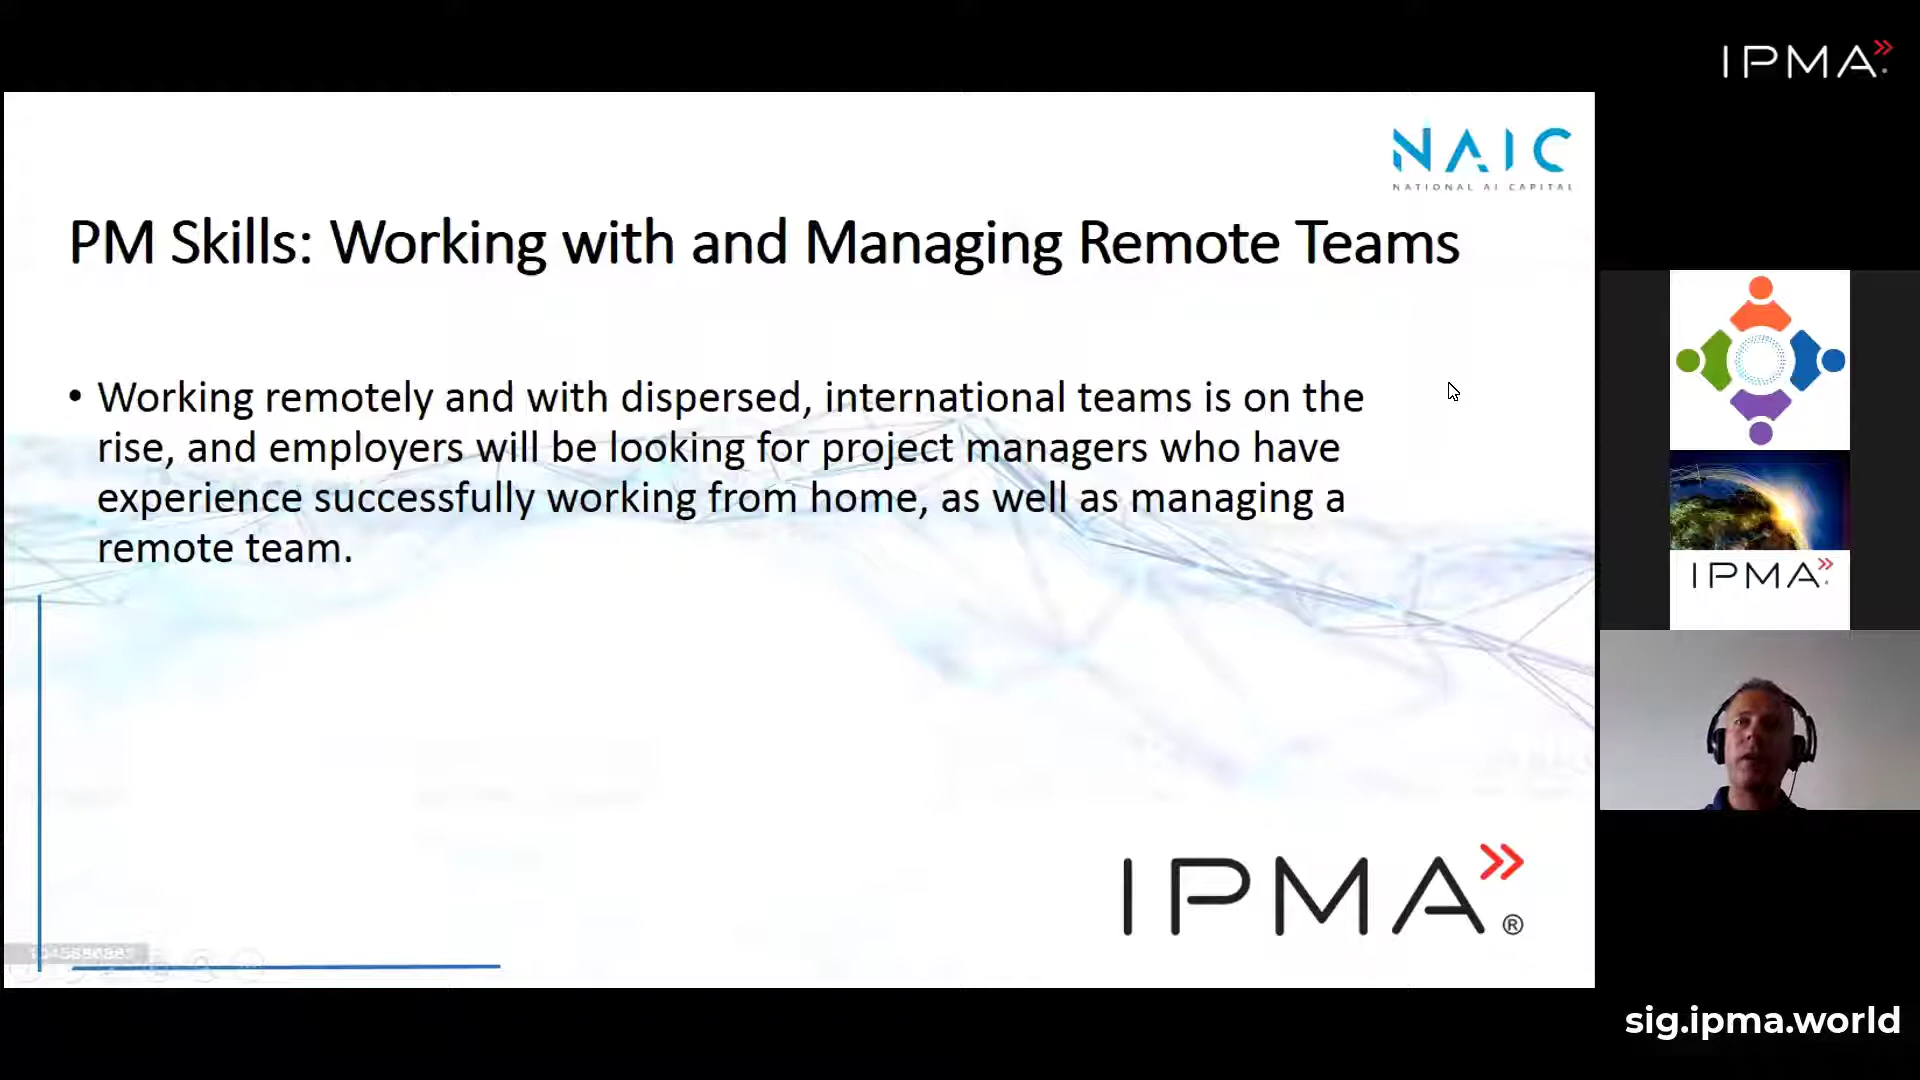 IPMA
NAIC
NATIONAL AI CAPITAL
PM Skills: Working with and Managing Remote Teams
• Working remotely and with dispersed, international teams is on the
rise, and employers will be looking for project managers who have
experience successfully working from home, as well as managing a
remote team.
IPMA
IPMA®
sig.ipma.world